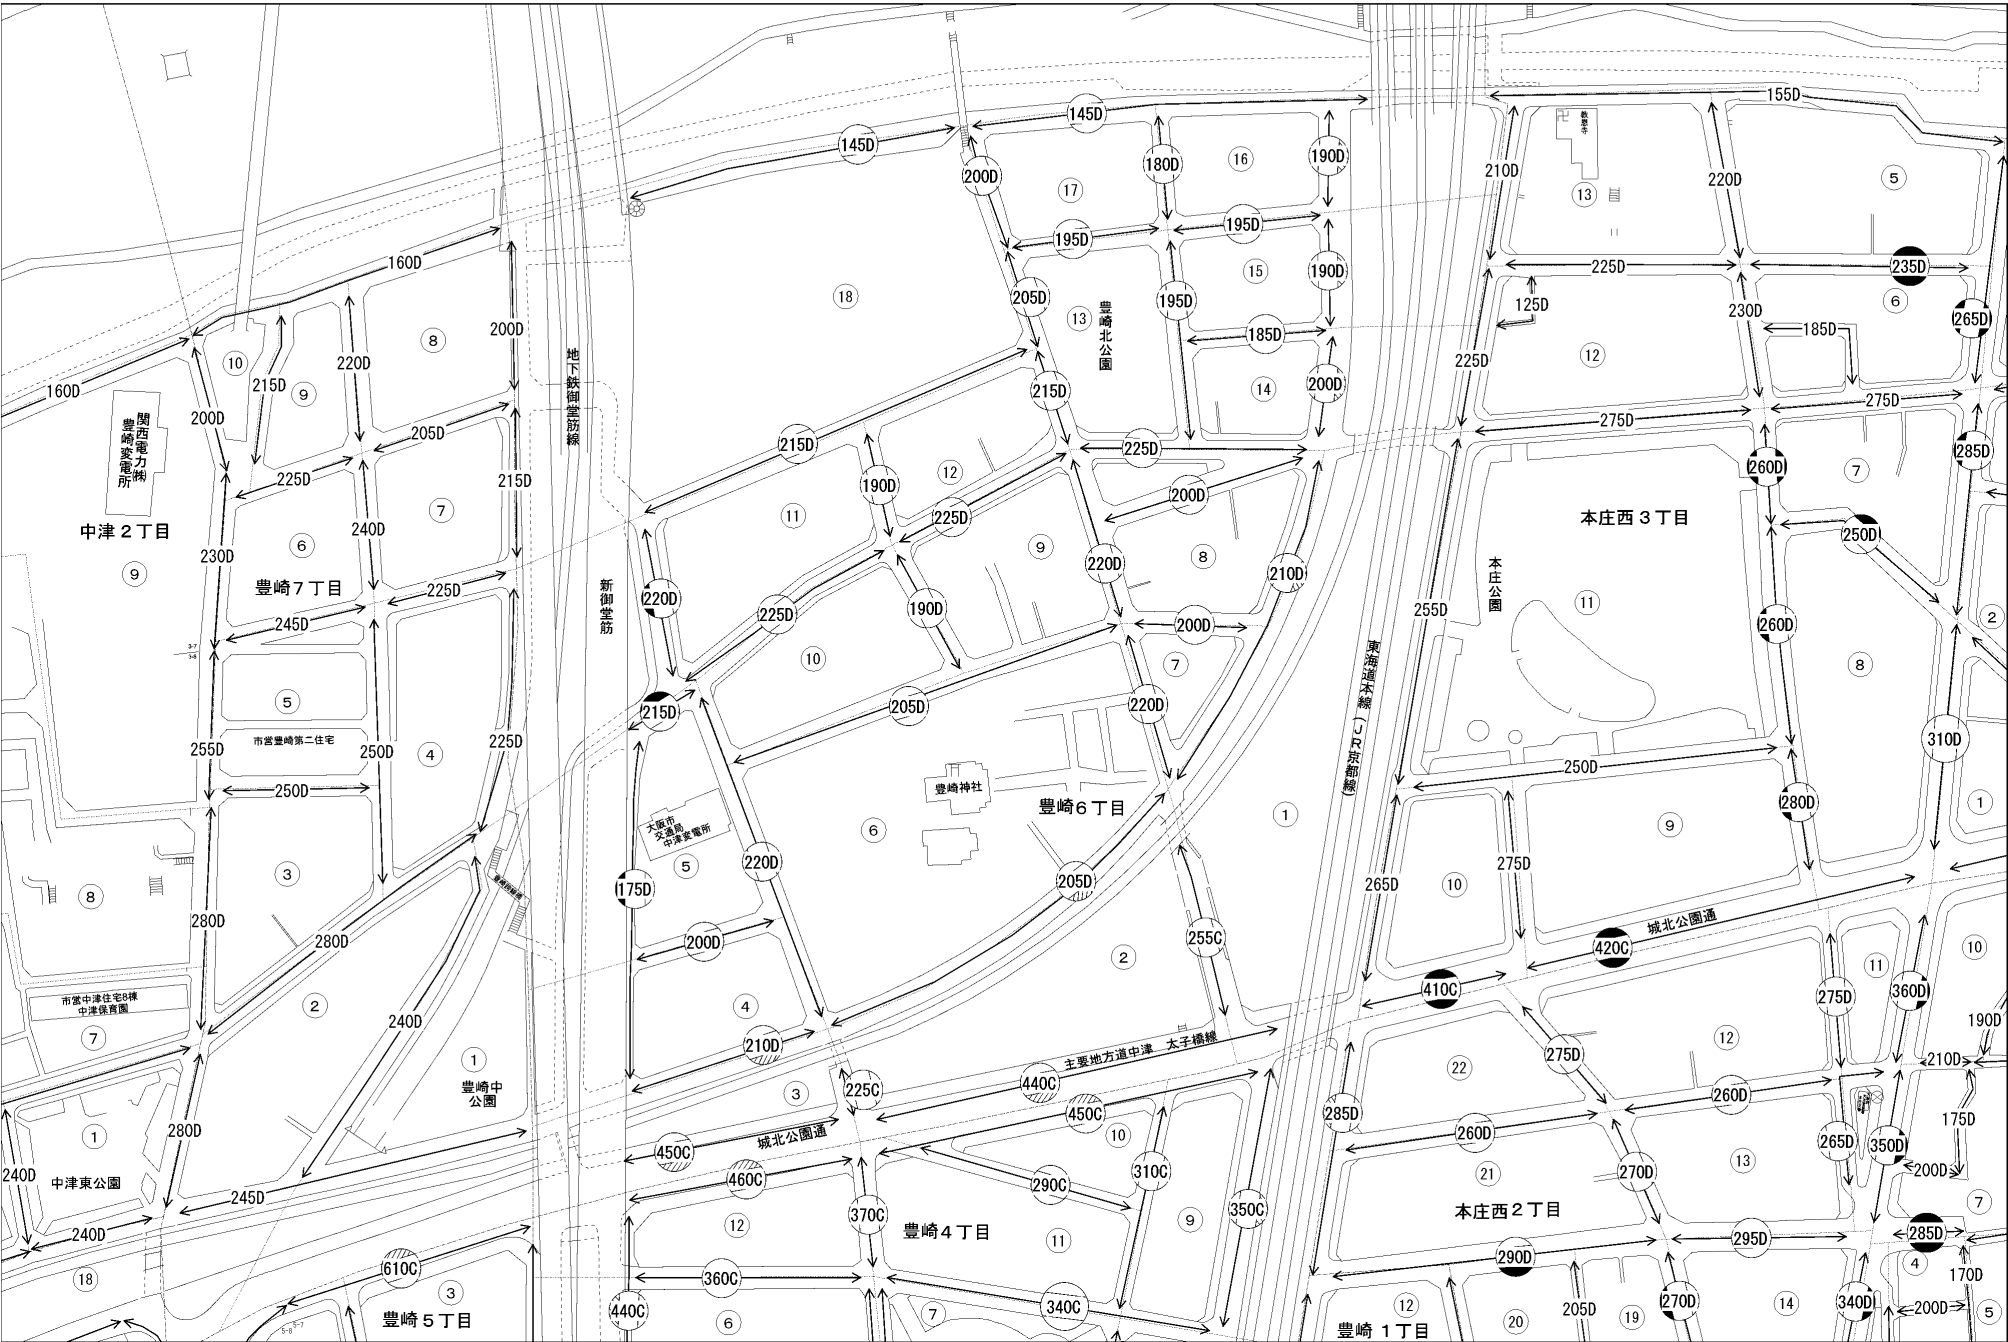 145D
155D
145D
200D
180D
⑯
190D
210D
教恩寺
⑬
220D
⑤
⑰
195D
195D
160D
⑱
205D
⑬
豊崎北公園
195D
⑮
190D
225D
235D
⑥
265D
125D
230D
185D
200D
⑧
220D
地下鉄御堂筋線
185D
⑩
215D
⑨
160D
200D
関西電力㈱
豊崎変電所
215D
200D
⑭
225D
⑫
275D
275D
205D
215D
225D
225D
⑫
190D
260D
⑦
285D
225D
215D
200D
⑦
⑪
225D
本庄西3丁目
250D
中津2丁目
240D
⑥
⑨
⑧
230D
⑨
220D
210D
豊崎7丁目
225D
新御堂筋
220D
190D
225D
本庄公園
⑪
255D
245D
200D
260D
②
3-7
3-8
⑩
⑦
東海道本線(JR京都線)
⑧
⑤
215D
205D
220D
市営豊崎第二住宅
255D
250D
④
225D
310D
250D
250D
豊崎神社
豊崎6丁目
280D
①
大阪市
交通局
中津変電所
⑥
①
⑨
220D
⑤
275D
③
⑧
175D
205D
265D
⑩
280D
280D
200D
255C
城北公園通
420C
⑩
②
⑪
410C
275D
360D
市営中津住宅8棟
中津保育園
②
④
⑦
240D
210D
主要地方道中津 太子橋線
275D
⑫
190D
①
豊崎中
公園
③
225C
440C
㉒
210D
260D
450C
285D
①
280D
450C
城北公園通
⑩
260D
265D
350D
175D
240D
中津東公園
460C
290C
310C
270D
⑬
200D
245D
㉑
⑦
240D
⑫
370C
豊崎4丁目
⑪
⑨
350C
本庄西2丁目
295D
285D
290D
⑱
610C
③
360C
440C
340C
④
170D
5-7
5-8
豊崎5丁目
⑥
⑦
⑫
豊崎1丁目
⑳
205D
⑲
270D
⑭
340D
200D
⑤